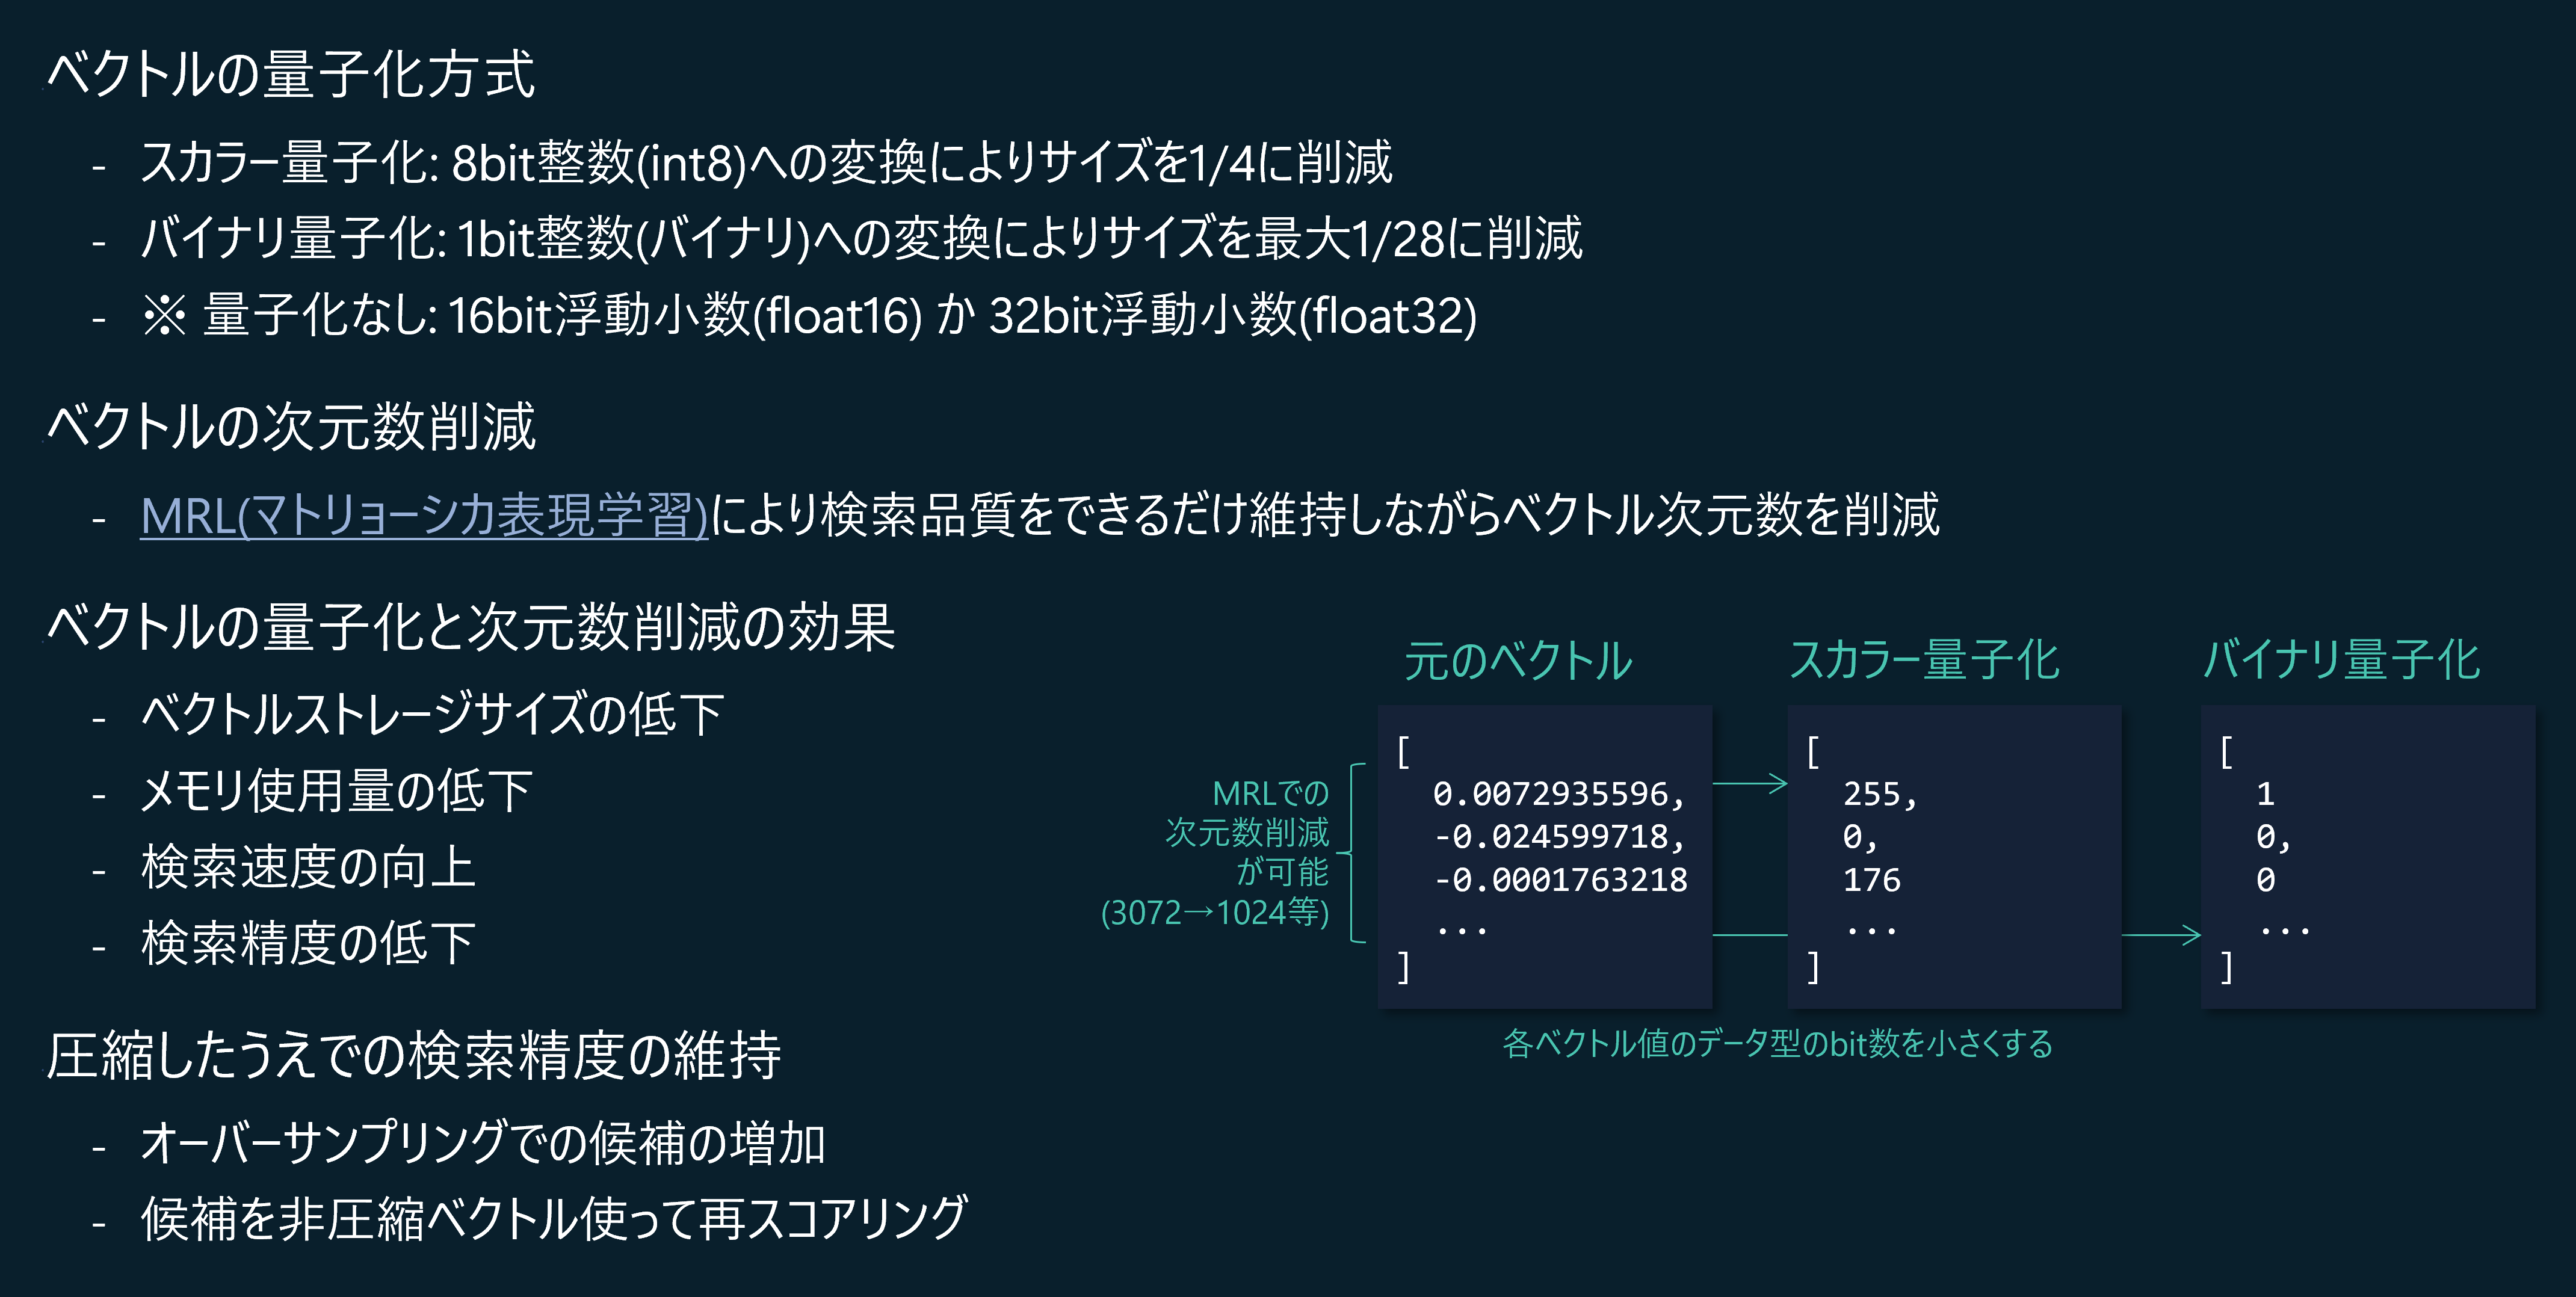 ベクトルの量子化方式
- スカラー量子化: 8bit整数(int8)への変換によりサイズを1/4に削減
- バイナリ量子化: 1bit整数(バイナリ)への変換によりサイズを最大1/28に削減
- ※ 量子化なし: 16bit浮動小数(float16) か 32bit浮動小数(float32)
ベクトルの次元数削減
- MRL(マトリョーシカ表現学習)により検索品質をできるだけ維持しながらベクトル次元数を削減
ベクトルの量子化と次元数削減の効果
- ベクトルストレージサイズの低下
- メモリ使用量の低下
- 検索速度の向上
- 検索精度の低下
圧縮したうえでの検索精度の維持
- オーバーサンプリングでの候補の増加
- 候補を非圧縮ベクトル使って再スコアリング
MRLでの
次元数削減
が可能
(3072→1024等)
元のベクトル
[
0.0072935596,
-0.024599718,
-0.0001763218
...
]
スカラー量子化
[
255,
0,
176
...
]
バイナリ量子化
[
1
0,
0
...
]
各ベクトル値のデータ型のbit数を小さくする